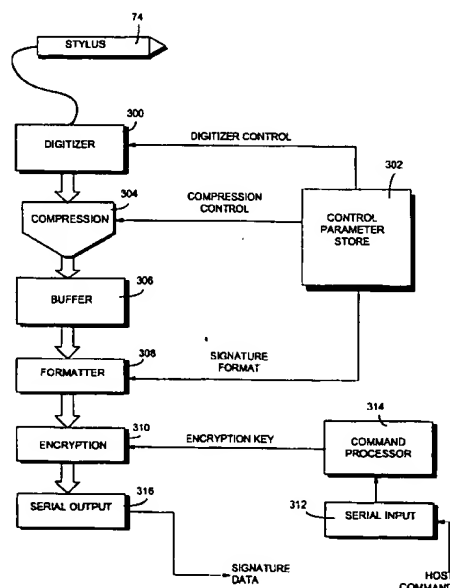 74
STYLUS
300
DIGITIZER
DIGITIZER CONTROL
302
CONTROL
PARAMETER
STORE
304
COMPRESSION
COMPRESSION
CONTROL
306
BUFFER
308
FORMATTER
SIGNATURE
FORMAT
310
ENCRYPTION
ENCRYPTION KEY
314
COMMAND
PROCESSOR
316
SERIAL OUTPUT
312
SERIAL INPUT
SIGNATURE
DATA
HOST
COMMAND